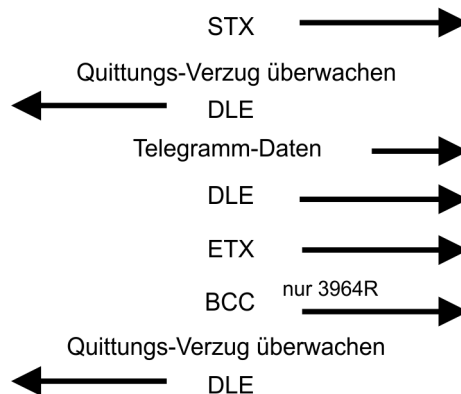 STX
Quittungs-Verzug überwachen
DLE
Telegramm-Daten
DLE
ETX
BCC nur 3964R
Quittungs-Verzug überwachen
DLE